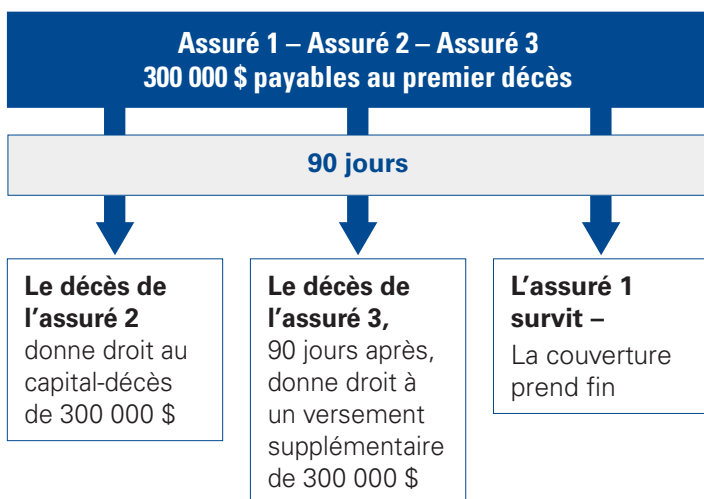 Assuré 1 – Assuré 2 – Assuré 3
300 000 $ payables au premier décès
90 jours
Le décès de
l’assuré 2
donne droit au
capital-décès
de 300 000 $
Le décès de
l’assuré 3,
90 jours après,
donne droit à
un versement
supplémentaire
de 300 000 $
L’assuré 1
survit –
La couverture
prend fin